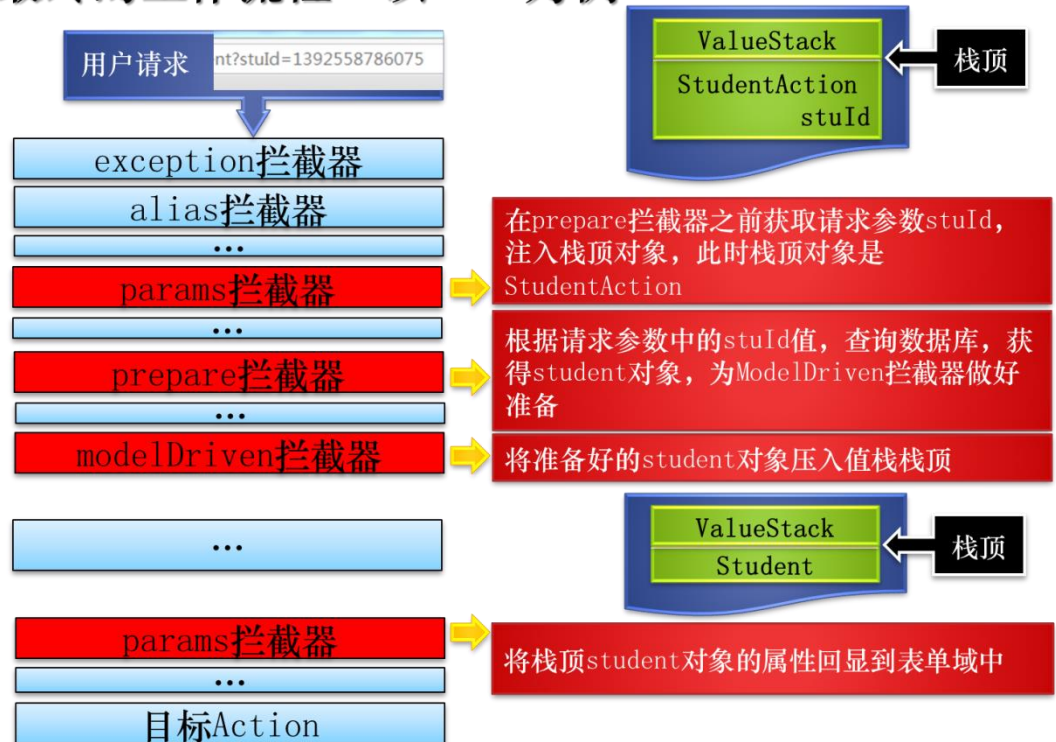 用户请求
nt?stuId=1392558786075
ValueStack
StudentAction
stuId
栈顶
exception拦截器
alias拦截器
...
params拦截器
在prepare拦截器之前获取请求参数stuId，
注入栈顶对象，此时栈顶对象是
StudentAction
...
prepare拦截器
根据请求参数中的stuId值，查询数据库，获
得student对象，为ModelDriven拦截器做好
准备
...
modelDriven拦截器
将准备好的student对象压入值栈栈顶
...
ValueStack
Student
栈顶
params拦截器
将栈顶student对象的属性回显到表单域中
...
目标Action